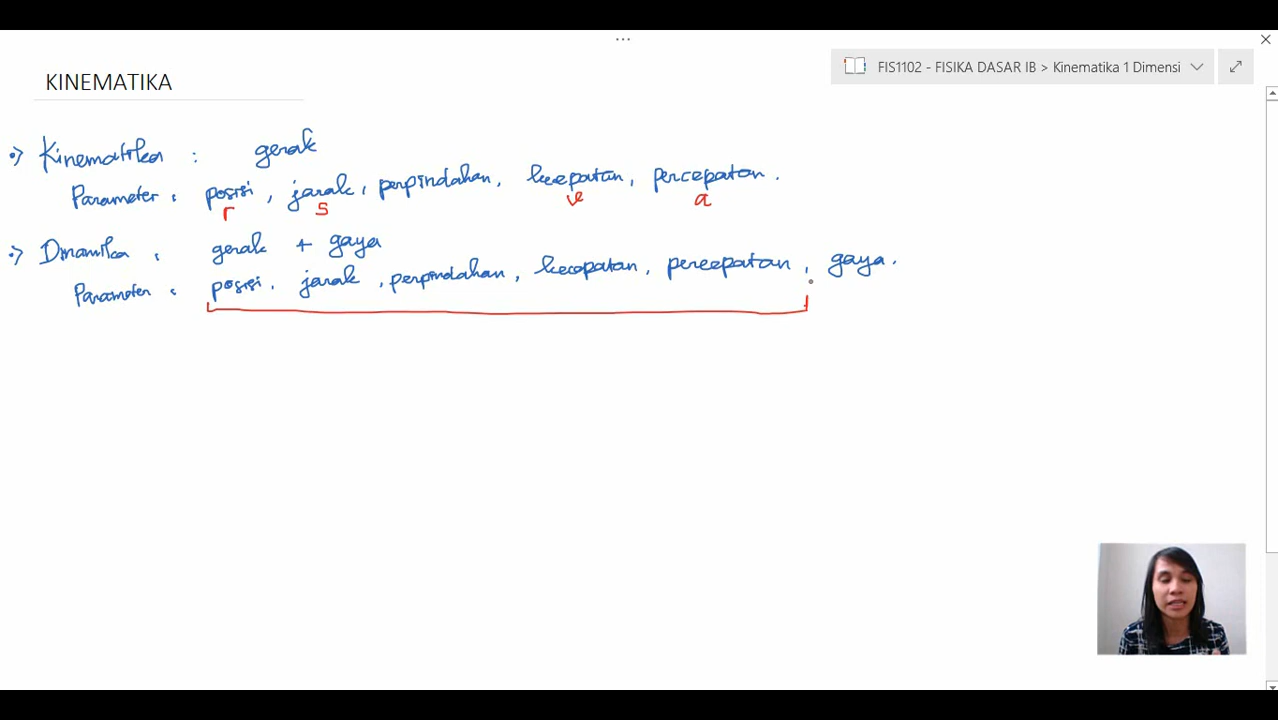 ...
FIS1102 - FISIKA DASAR IB > Kinematika 1 Dimensi
KINEMATIKA
•) Kinematika : gerak
Parameter : posisi, jarak, perpindahan, kecepatan, percepatan.
r s v a
•) Dinamika : gerak + gaya
Parameter : posisi, jarak, perpindahan, kecepatan, percepatan, gaya.